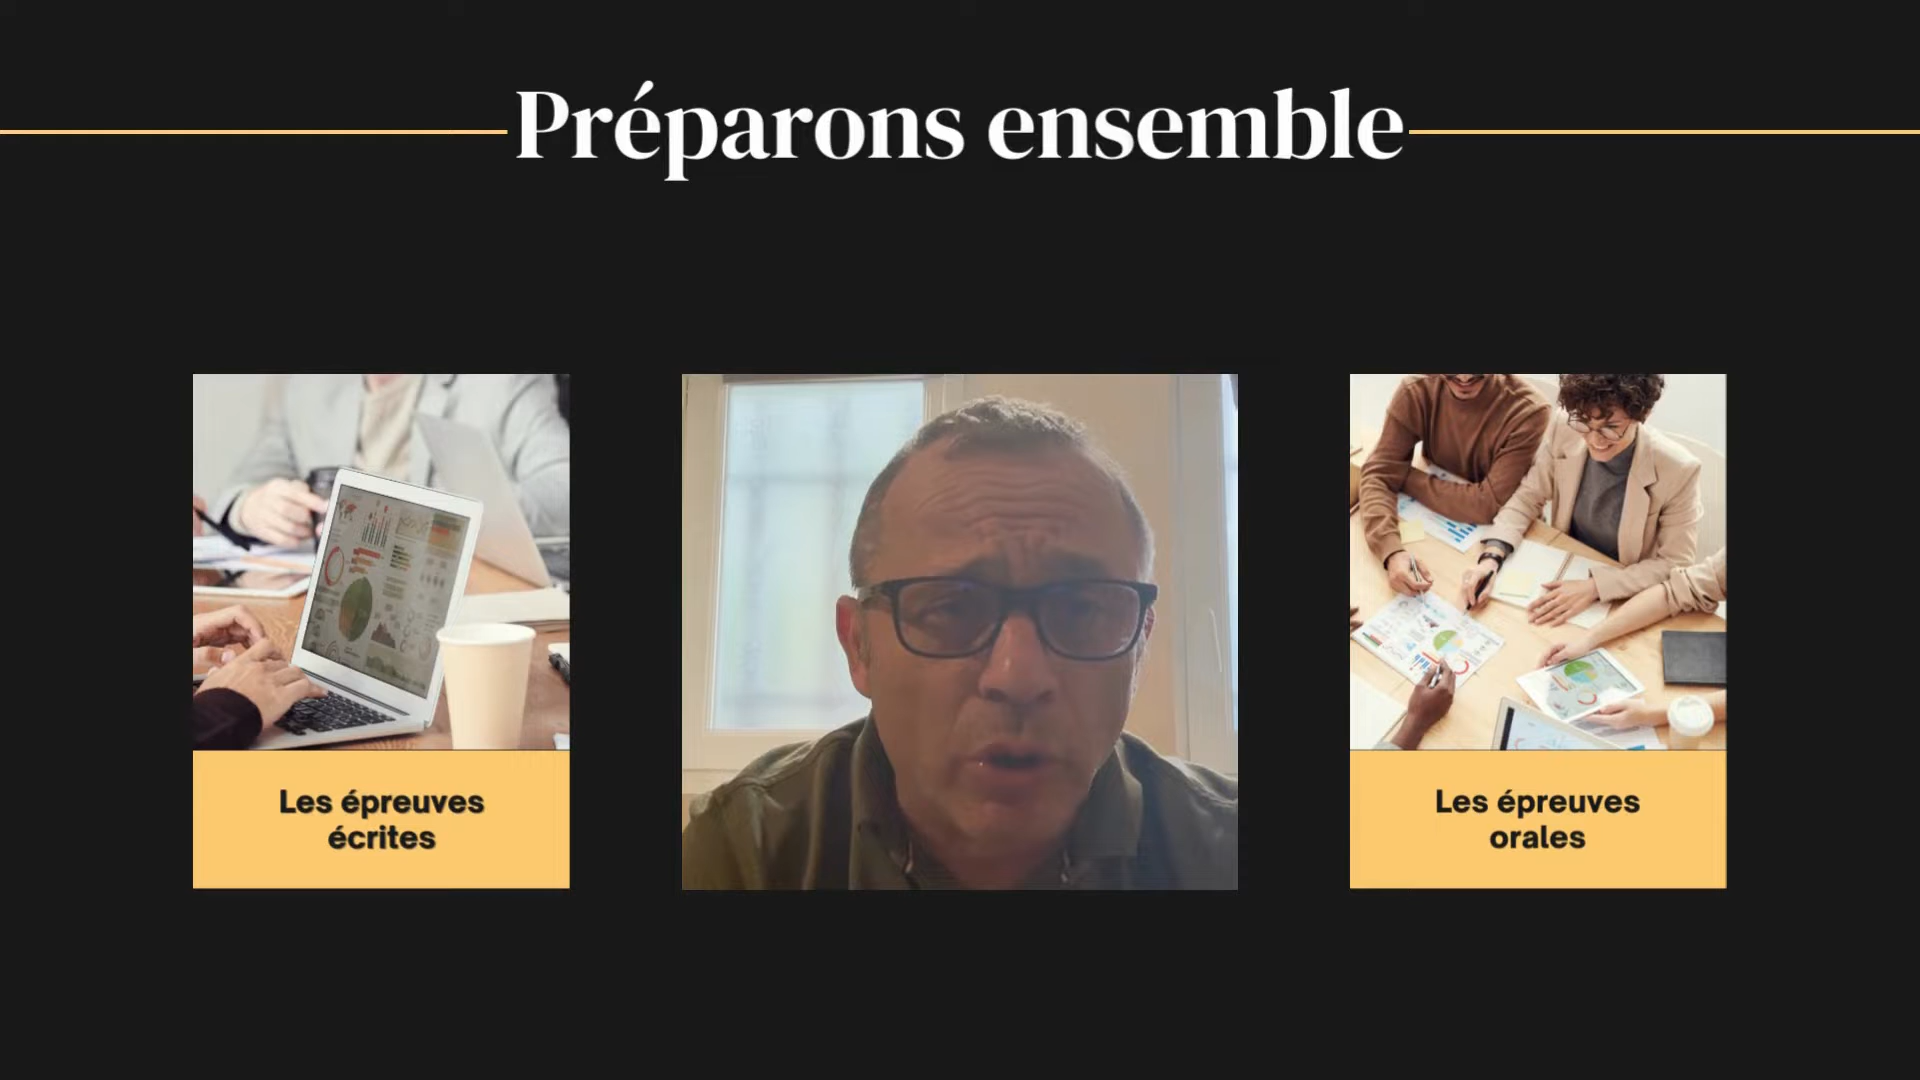 Préparons ensemble
Les épreuves
écrites
Les épreuves
orales